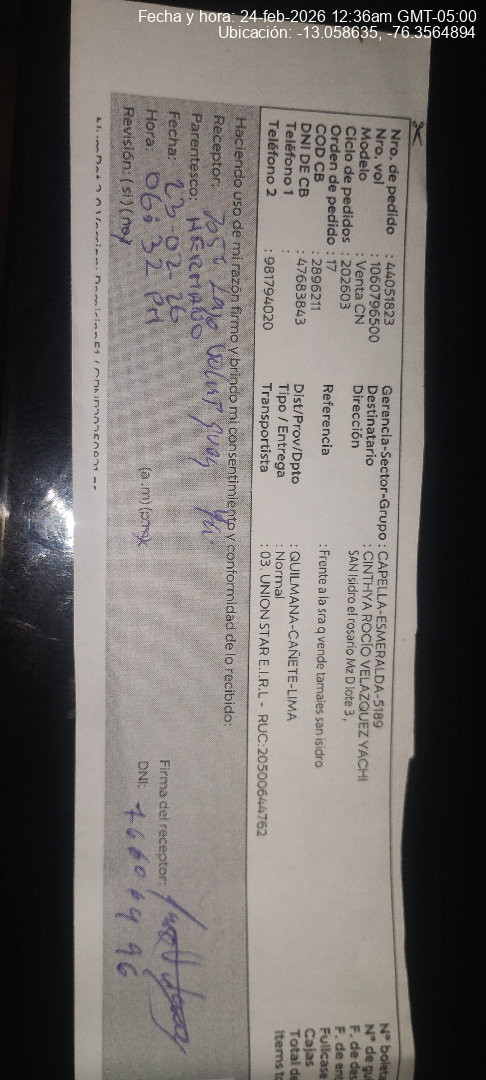 Fecha y hora: 24-feb-2026 12:36am GMT-05:00
Ubicación: -13.058635, -76.3564894
Nro. de pedido : 44051823
Nro. vol : 1060796500
Modelo : Venta CN
Ciclo de pedidos : 202603
Orden de pedido : 17
COD CB : 2896211
DNI DE CB : 47683843
Teléfono 1 :
Teléfono 2 : 981794020
Gerencia-Sector-Grupo : CAPELLA-ESMERALDA-5189
Destinatario : CINTHYA ROCÍO VELAZQUEZ YACHI
Dirección SAN Isidro el rosario Mz D lote 3 ,
Referencia : Frente a la sra q vende tamales san isidro
Dist/Prov/Dpto : QUILMANA-CAÑETE-LIMA
Tipo / Entrega : Normal
Transportista : 03. UNION STAR E.I.R.L - RUC:20500644762
N° boleta
N° de gu
F. de des
F. de en
Fullcase
Cajas
Total de
Items to
Haciendo uso de mi razón firmo y brindo mi consentimiento y conformidad de lo recibido:
Receptor: José
Parentesco: HERMANO
Fecha: 23-02-26
Hora: 06:32 PM (a.m)(p.m)
Revisión: (si) (no)
Firma del receptor:
DNI: